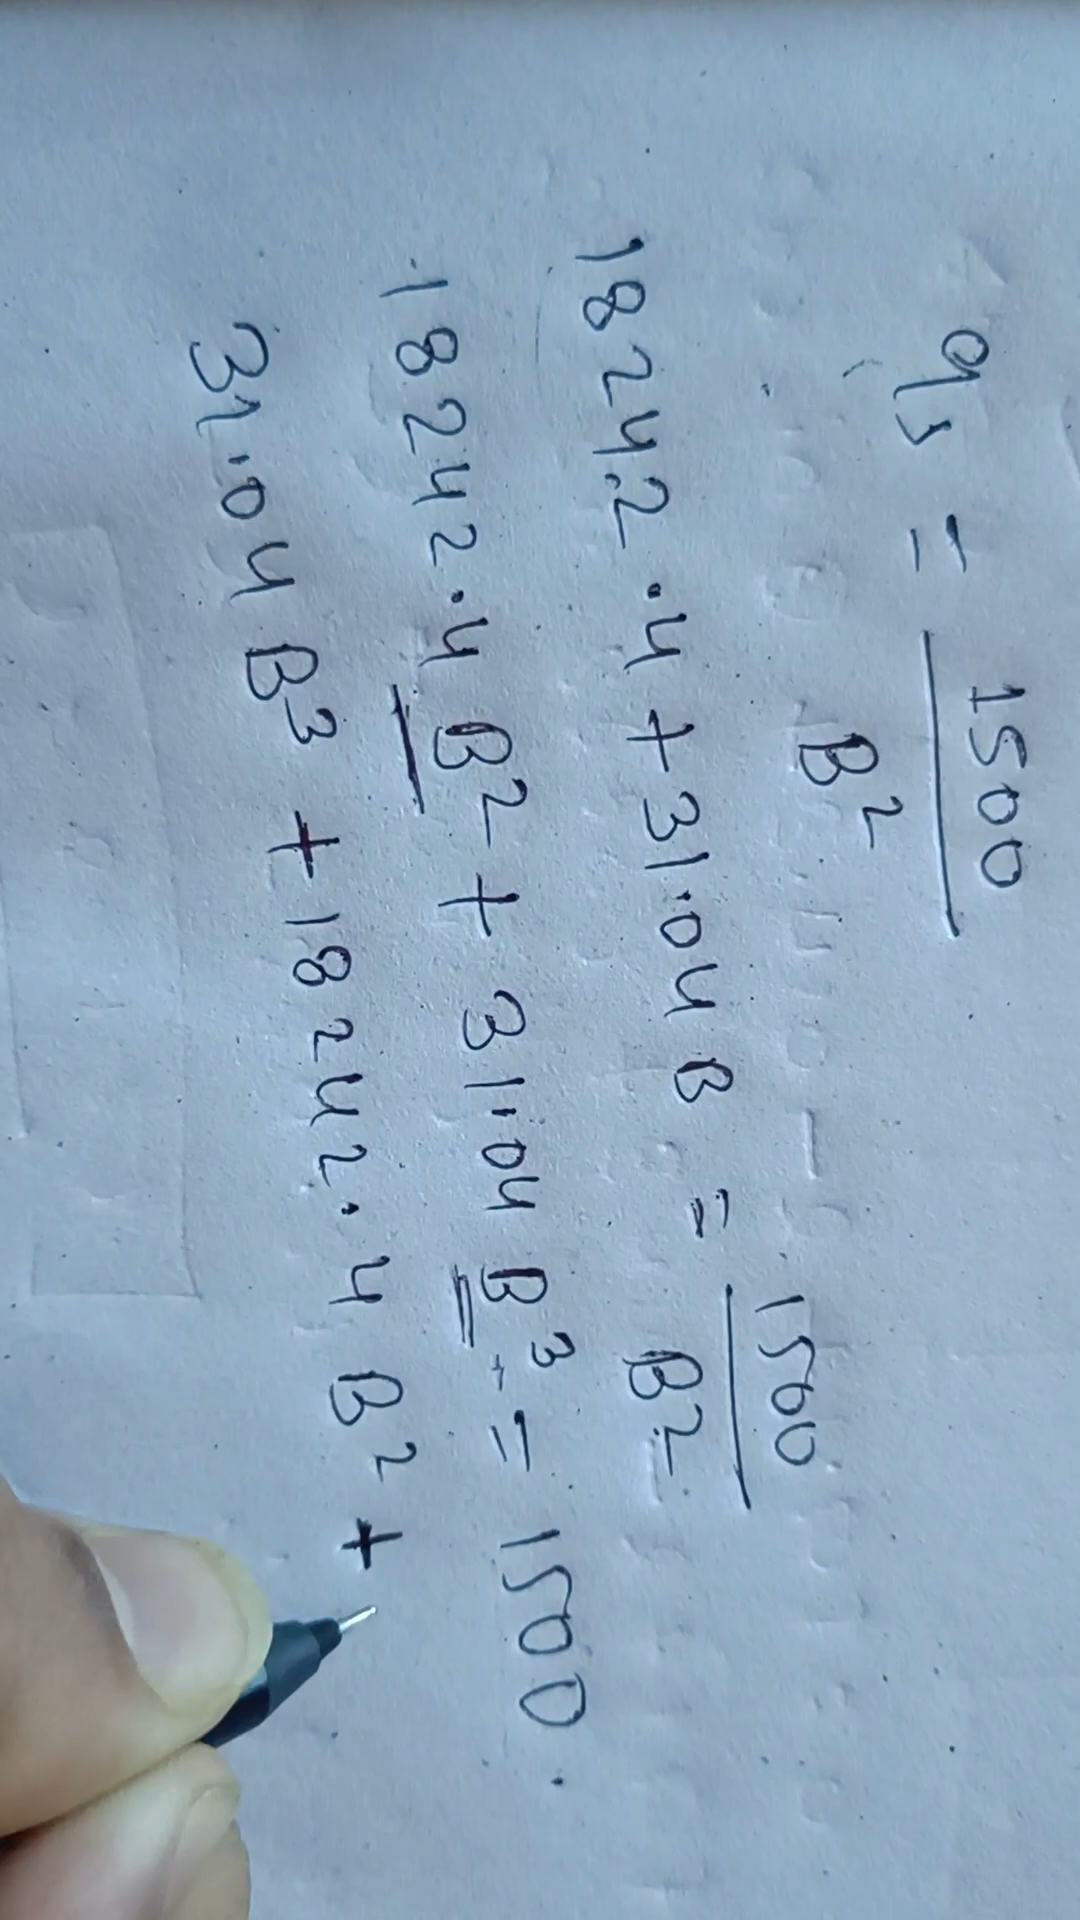 qs = 1500 / B²
18242.4 + 31.04 B = 1500 / B²
18242.4 B² + 31.04 B³ = 1500
31.04 B³ + 18242.4 B² +